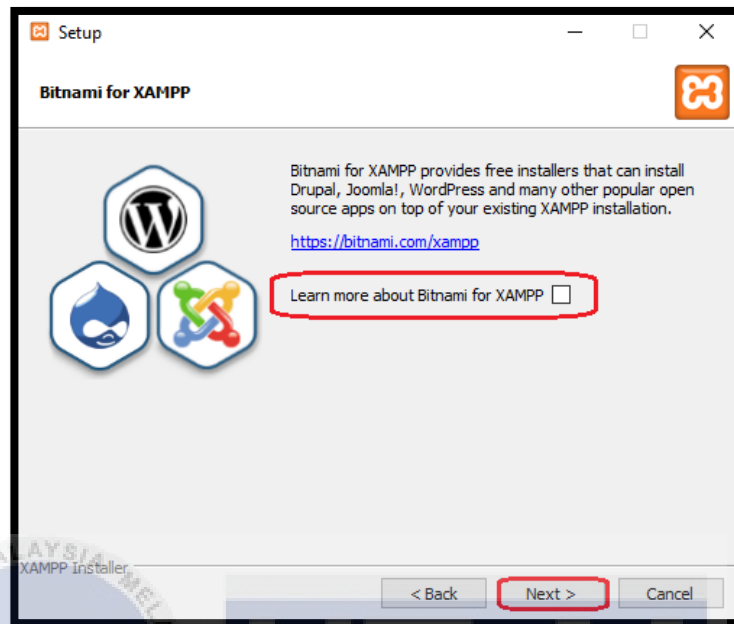 Setup
Bitnami for XAMPP
Bitnami for XAMPP provides free installers that can install
Drupal, Joomla!, WordPress and many other popular open
source apps on top of your existing XAMPP installation.
https://bitnami.com/xampp
Learn more about Bitnami for XAMPP
XAMPP Installer
< Back Next > Cancel